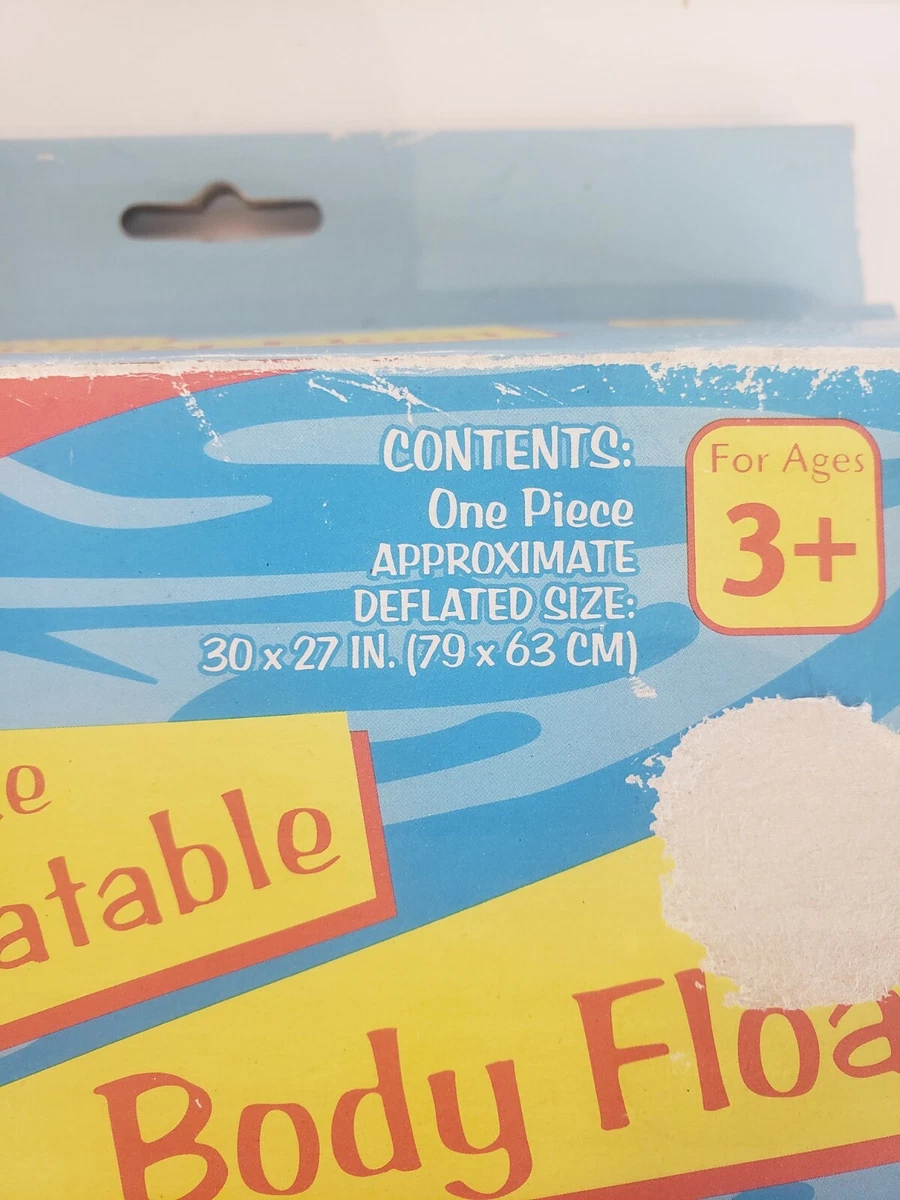 CONTENTS:
One Piece
APPROXIMATE
DEFLATED SIZE:
30 x 27 IN. (79 x 63 CM)
For Ages
3+
e
atable
Body Floa